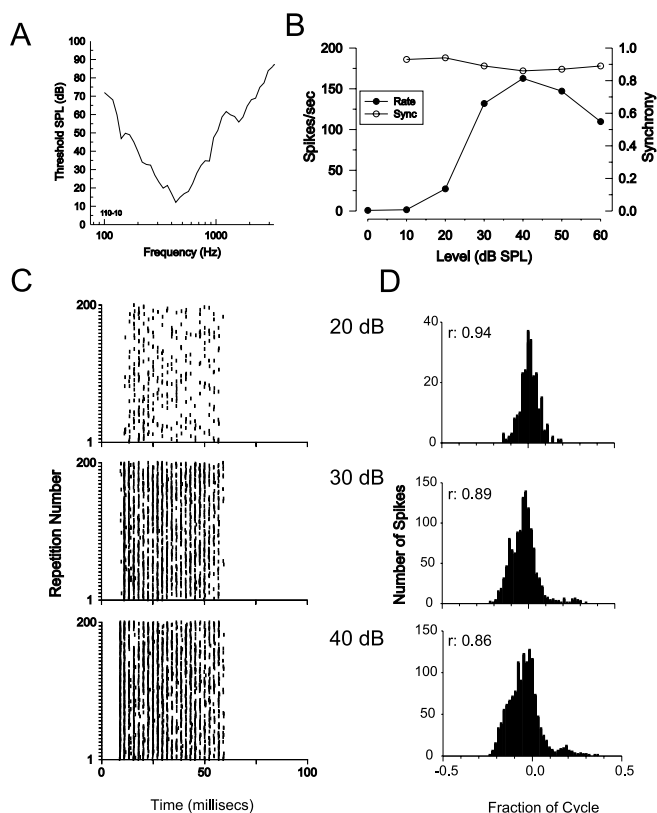 A
Threshold SPL (dB)
100
90
80
70
60
50
40
30
20
10
0
110-10
100
1000
Frequency (Hz)
B
Spikes/sec
200
150
100
50
0
Rate
Sync
1.0
0.8
0.6
0.4
0.2
0.0
Synchrony
0
10
20
30
40
50
60
Level (dB SPL)
C
Repetition Number
200
1
200
1
200
1
0
50
100
Time (millisecs)
D
20 dB
r: 0.94
40
20
0
30 dB
r: 0.89
Number of Spikes
150
100
50
0
40 dB
r: 0.86
150
100
50
0
-0.5
0.0
0.5
Fraction of Cycle